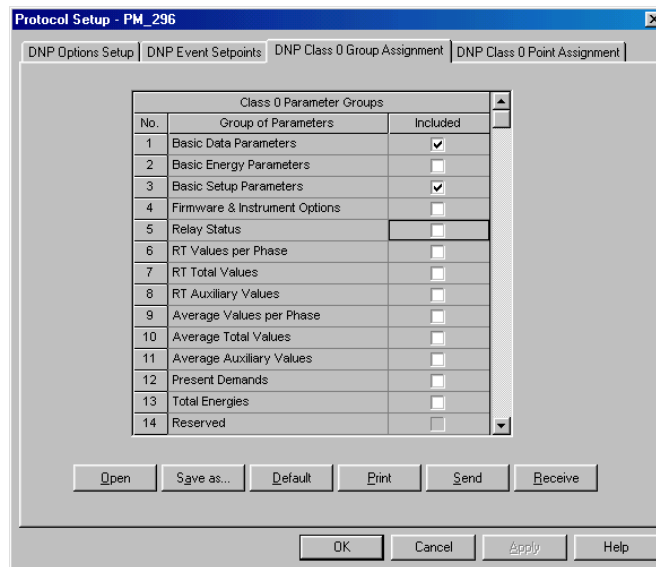 Protocol Setup - PM_296
DNP Options Setup DNP Event Setpoints DNP Class 0 Group Assignment DNP Class 0 Point Assignment
Class 0 Parameter Groups
No. Group of Parameters Included
1 Basic Data Parameters
2 Basic Energy Parameters
3 Basic Setup Parameters
4 Firmware & Instrument Options
5 Relay Status
6 RT Values per Phase
7 RT Total Values
8 RT Auxiliary Values
9 Average Values per Phase
10 Average Total Values
11 Average Auxiliary Values
12 Present Demands
13 Total Energies
14 Reserved
Open Save as... Default Print Send Receive
OK Cancel Apply Help